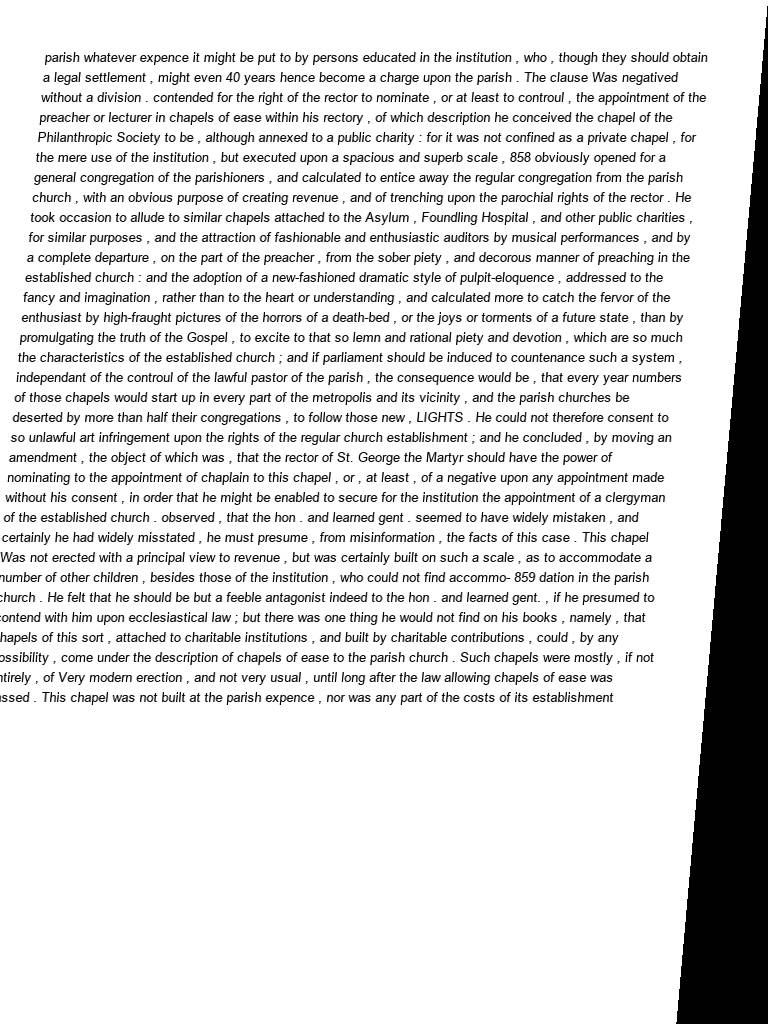 parish whatever expence it might be put to by persons educated in the institution , who , though they should obtain
a legal settlement , might even 40 years hence become a charge upon the parish . The clause Was negatived
without a division . contended for the right of the rector to nominate , or at least to controul , the appointment of the
preacher or lecturer in chapels of ease within his rectory , of which description he conceived the chapel of the
Philanthropic Society to be , although annexed to a public charity : for it was not confined as a private chapel , for
the mere use of the institution , but executed upon a spacious and superb scale , 858 obviously opened for a
general congregation of the parishioners , and calculated to entice away the regular congregation from the parish
church , with an obvious purpose of creating revenue , and of trenching upon the parochial rights of the rector . He
took occasion to allude to similar chapels attached to the Asylum , Foundling Hospital , and other public charities ,
for similar purposes , and the attraction of fashionable and enthusiastic auditors by musical performances , and by
a complete departure , on the part of the preacher , from the sober piety , and decorous manner of preaching in the
established church : and the adoption of a new-fashioned dramatic style of pulpit-eloquence , addressed to the
fancy and imagination , rather than to the heart or understanding , and calculated more to catch the fervor of the
enthusiast by high-fraught pictures of the horrors of a death-bed , or the joys or torments of a future state , than by
promulgating the truth of the Gospel , to excite to that so lemn and rational piety and devotion , which are so much
the characteristics of the established church ; and if parliament should be induced to countenance such a system ,
independant of the controul of the lawful pastor of the parish , the consequence would be , that every year numbers
of those chapels would start up in every part of the metropolis and its vicinity , and the parish churches be
deserted by more than half their congregations , to follow those new , LIGHTS . He could not therefore consent to
so unlawful art infringement upon the rights of the regular church establishment ; and he concluded , by moving an
amendment , the object of which was , that the rector of St. George the Martyr should have the power of
nominating to the appointment of chaplain to this chapel , or , at least , of a negative upon any appointment made
without his consent , in order that he might be enabled to secure for the institution the appointment of a clergyman
of the established church . observed , that the hon . and learned gent . seemed to have widely mistaken , and
certainly he had widely misstated , he must presume , from misinformation , the facts of this case . This chapel
Was not erected with a principal view to revenue , but was certainly built on such a scale , as to accommodate a
number of other children , besides those of the institution , who could not find accommo- 859 dation in the parish
church . He felt that he should be but a feeble antagonist indeed to the hon . and learned gent. , if he presumed to
contend with him upon ecclesiastical law ; but there was one thing he would not find on his books , namely , that
hapels of this sort , attached to charitable institutions , and built by charitable contributions , could , by any
ossibility , come under the description of chapels of ease to the parish church . Such chapels were mostly , if not
ntirely , of Very modern erection , and not very usual , until long after the law allowing chapels of ease was
ssed . This chapel was not built at the parish expence , nor was any part of the costs of its establishment